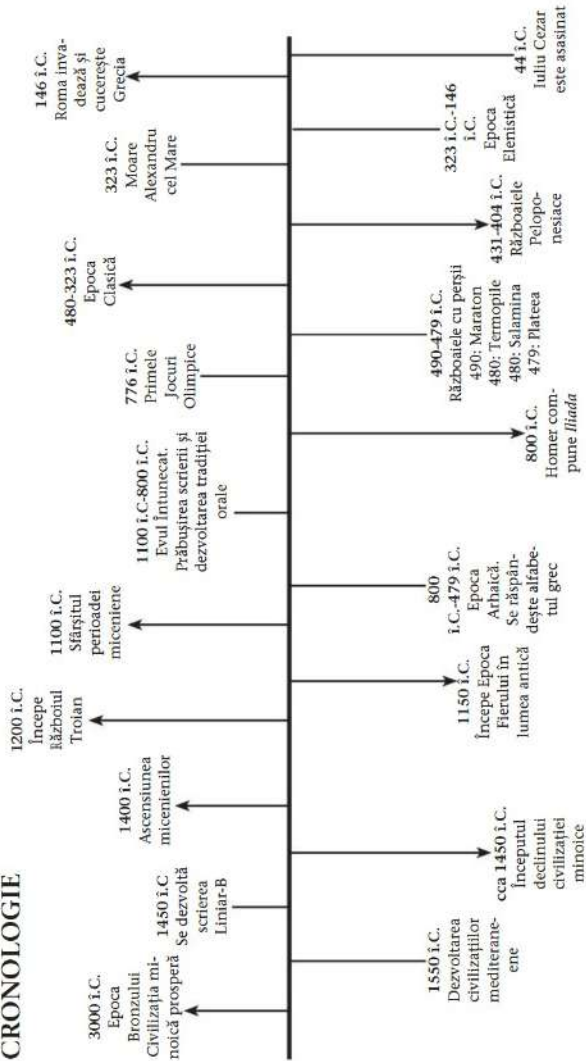 CRONOLOGIE
3000 î.C.
Epoca
Bronzului
Civilizația mi-
noică prosperă
1450 î.C
Se dezvoltă
scrierea
Liniar-B
1400 î.C.
Ascensiunea
micenienilor
1200 î.C.
Începe
Războiul
Troian
1100 î.C.
Sfârșitul
perioadei
miceniene
1100 î.C-800 î.C.
Evul Întunecat.
Prăbușirea scrierii și
dezvoltarea tradiției
orale
776 î.C.
Primele
Jocuri
Olimpice
480-323 î.C.
Epoca
Clasică
323 î.C.
Moare
Alexandru
cel Mare
146 î.C.
Roma inva-
dează și
cucerește
Grecia
1550 î.C.
Dezvoltarea
civilizațiilor
mediterane-
ene
cca 1450 î.C.
Începutul
declinului
civilizației
minoice
1150 î.C.
Începe Epoca
Fierului în
lumea antică
800
î.C.-479 î.C.
Epoca
Arhaică.
Se răspân-
dește alfabe-
tul grec
800 î.C.
Homer com-
pune Iliada
490-479 î.C.
Războaiele cu perșii
490: Maraton
480: Termopile
480: Salamina
479: Plateea
431-404 î.C.
Războaiele
Pelopo-
nesiace
323 î.C.-146
î.C.
Epoca
Elenistică
44 î.C.
Iuliu Cezar
este asasinat